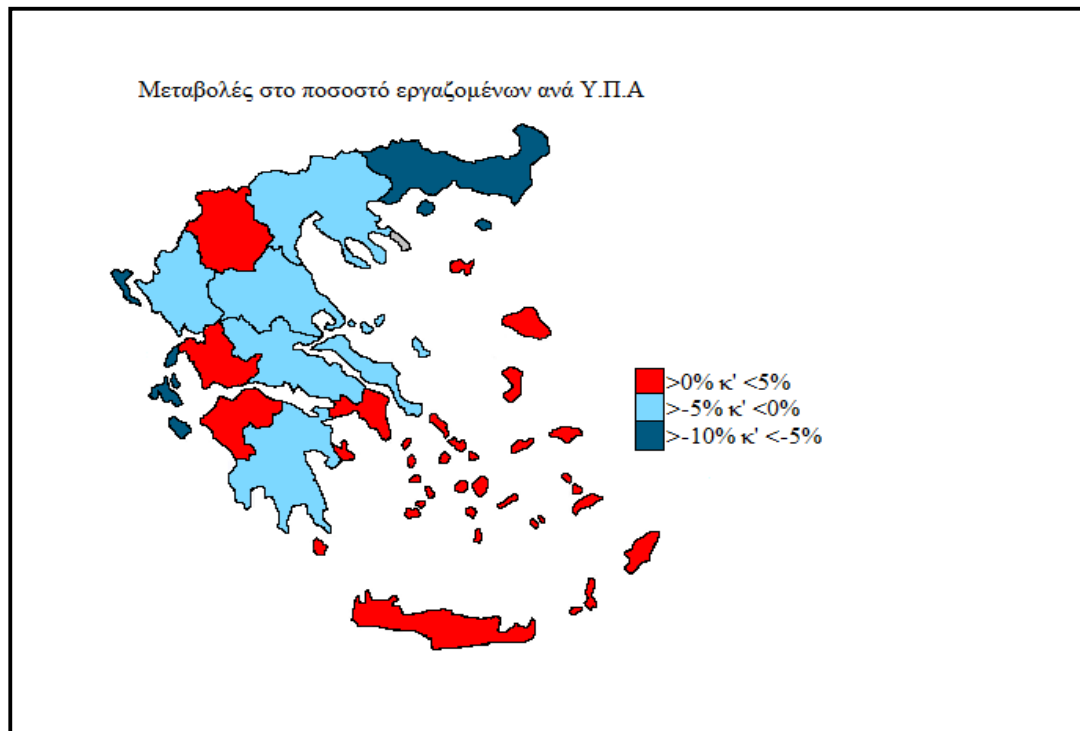 Μεταβολές στο ποσοστό εργαζομένων ανά Υ.Π.Α
>0% κ' <5%
>-5% κ' <0%
>-10% κ' <-5%